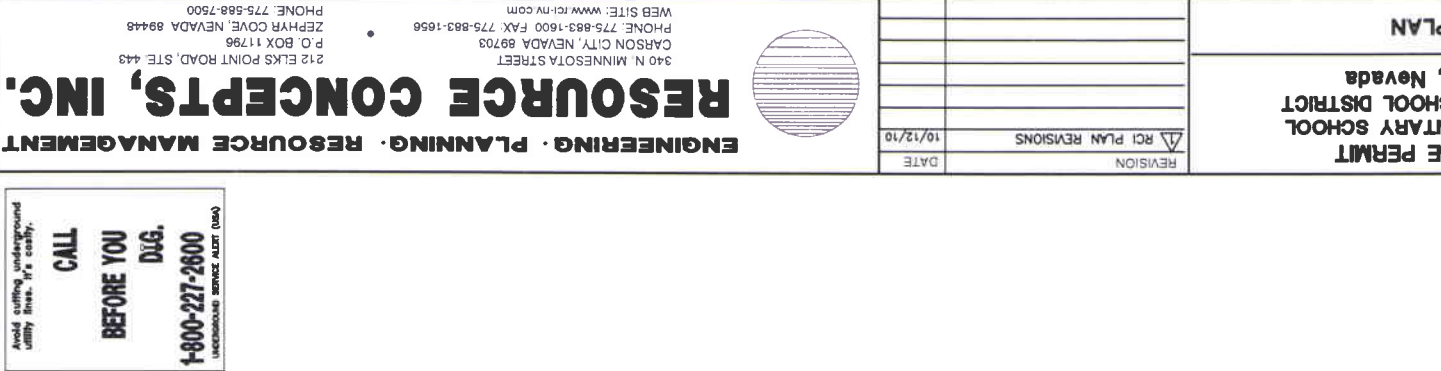 E PERMIT
NTARY SCHOOL
CHOOL DISTRICT
, Nevada
PLAN
REVISION
DATE
1 RCI PLAN REVISIONS
10/12/10
ENGINEERING · PLANNING · RESOURCE MANAGEMENT
RESOURCE CONCEPTS, INC.
340 N. MINNESOTA STREET
CARSON CITY, NEVADA 89703
PHONE: 775-883-1600 FAX: 775-883-1656
WEB SITE: www.rci-nv.com
•
212 ELKS POINT ROAD, STE. 443
P.O. BOX 11796
ZEPHYR COVE, NEVADA 89448
PHONE: 775-588-7500
Avoid cutting underground
utility lines. It's costly.
CALL
BEFORE YOU
DIG.
1-800-227-2600
UNDERGROUND SERVICE ALERT (USA)